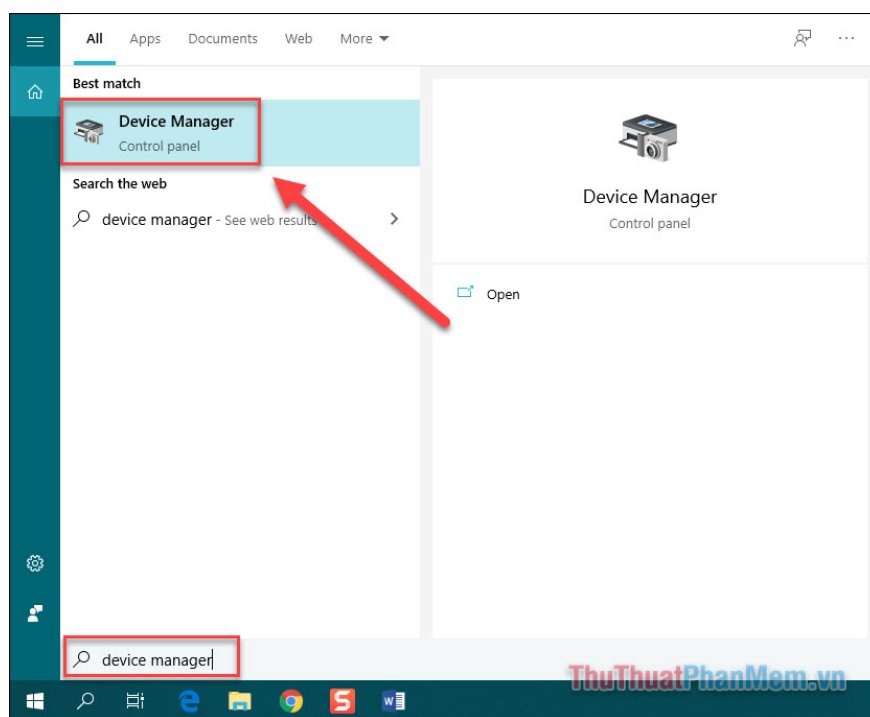 All Apps Documents Web More
Best match
Device Manager
Control panel
Search the web
device manager - See web results
Device Manager
Control panel
Open
device manager
ThuThuatPhanMem.vn